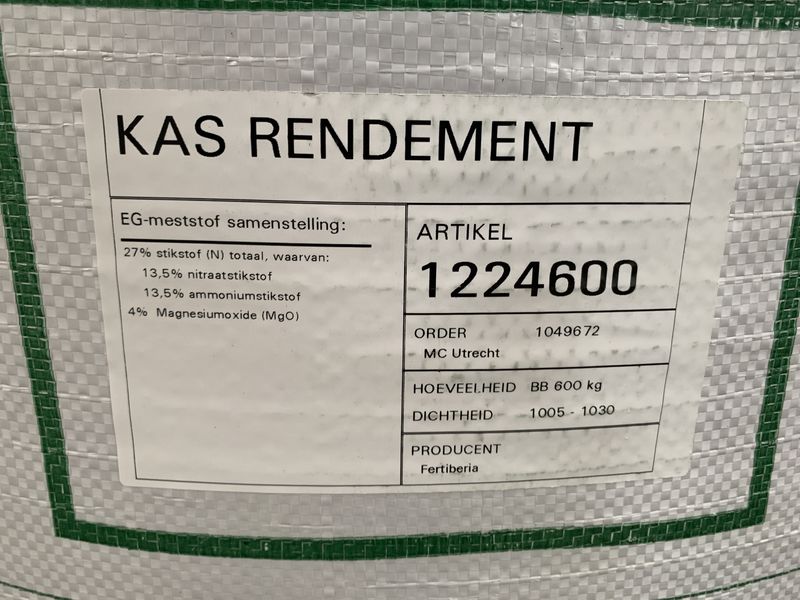 KAS RENDEMENT
EG-meststof samenstelling:
27% stikstof (N) totaal, waarvan:
13,5% nitraatstikstof
13,5% ammoniumstikstof
4% Magnesiumoxide (MgO)
ARTIKEL
1224600
ORDER 1049672
MC Utrecht
HOEVEELHEID BB 600 kg
DICHTHEID 1005 - 1030
PRODUCENT
Fertiberia